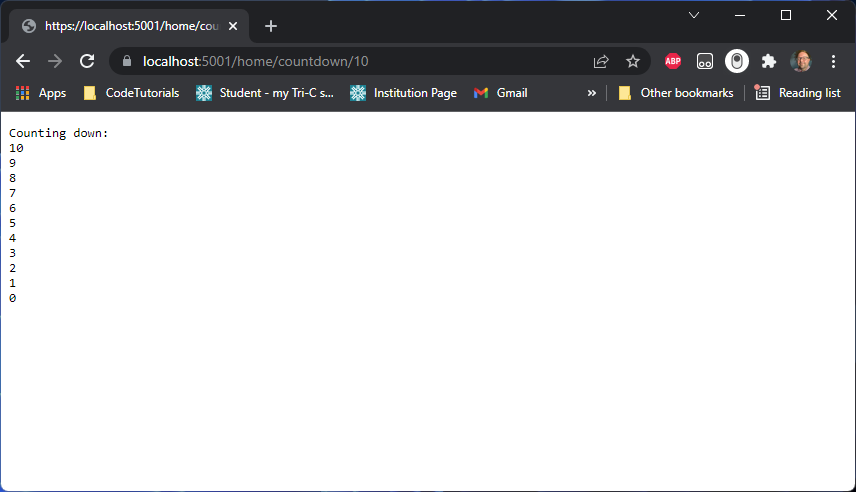 https://localhost:5001/home/cou
localhost:5001/home/countdown/10
ABP
Apps CodeTutorials Student - my Tri-C s... Institution Page Gmail » Other bookmarks Reading list
Counting down:
10
9
8
7
6
5
4
3
2
1
0